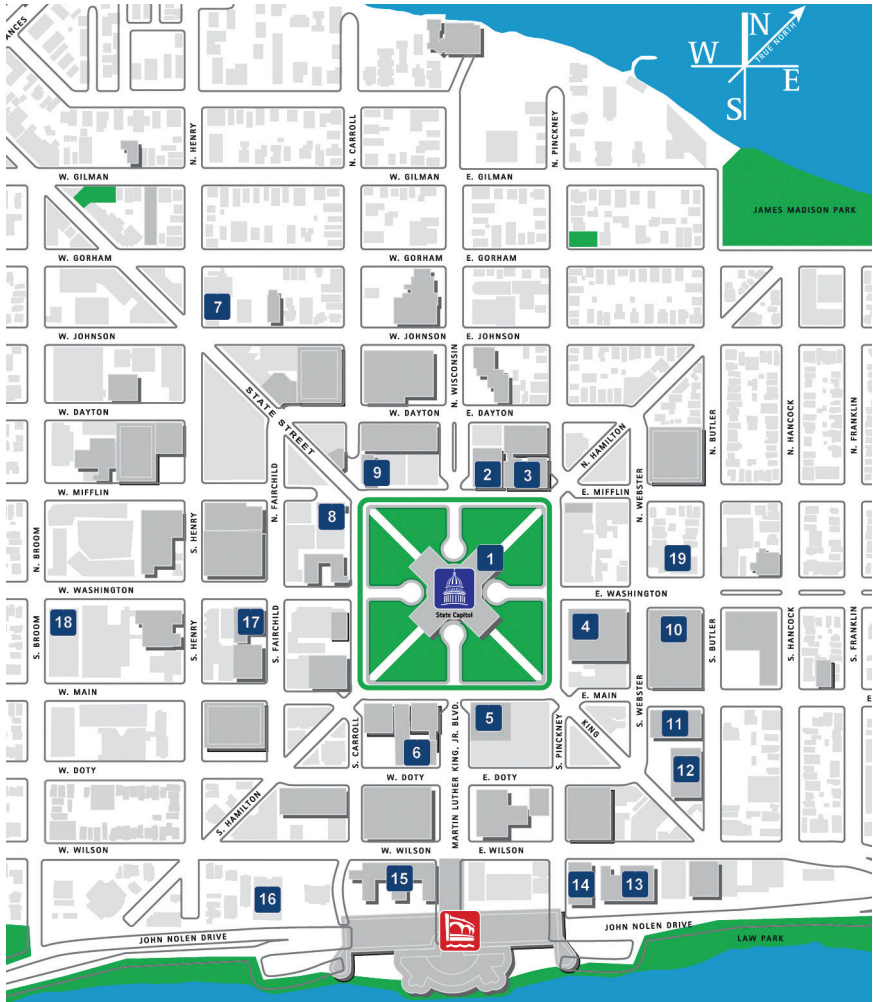 ANCES
N
W
E
S
TRUE NORTH
N. HENRY
N. CARROLL
N. PINCKNEY
W. GILMAN
W. GILMAN
E. GILMAN
JAMES MADISON PARK
W. GORHAM
W. GORHAM
E. GORHAM
7
W. JOHNSON
W. JOHNSON
E. JOHNSON
N. WISCONSIN
STATE STREET
W. DAYTON
W. DAYTON
E. DAYTON
N. HAMILTON
N. BUTLER
N. HANCOCK
N. FRANKLIN
9
2
3
W. MIFFLIN
E. MIFFLIN
N. FAIRCHILD
N. WEBSTER
8
N. BROOM
S. HENRY
1
19
W. WASHINGTON
E. WASHINGTON
State Capitol
18
17
4
10
S. BROOM
S. HENRY
S. FAIRCHILD
S. BUTLER
S. HANCOCK
S. FRANKLIN
W. MAIN
E. MAIN
E
S. WEBSTER
5
11
S. CARROLL
6
MARTIN LUTHER KING, JR. BLVD.
S. PINCKNEY
KING
12
W. DOTY
W. DOTY
E. DOTY
S. HAMILTON
W. WILSON
W. WILSON
E. WILSON
16
15
14
13
JOHN NOLEN DRIVE
JOHN NOLEN DRIVE
LAW PARK